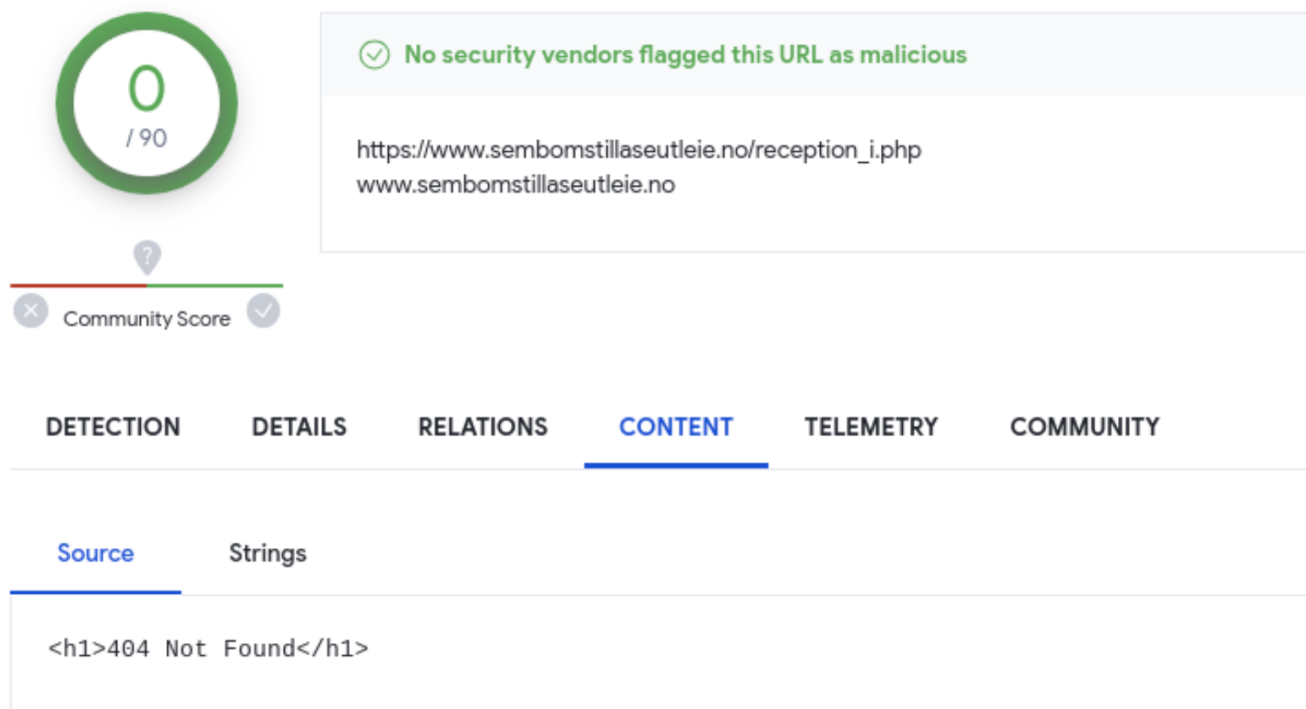 0
/ 90
No security vendors flagged this URL as malicious
https://www.sembomstillaseutleie.no/reception_i.php
www.sembomstillaseutleie.no
?
Community Score
DETECTION DETAILS RELATIONS CONTENT TELEMETRY COMMUNITY
Source Strings
<h1>404 Not Found</h1>